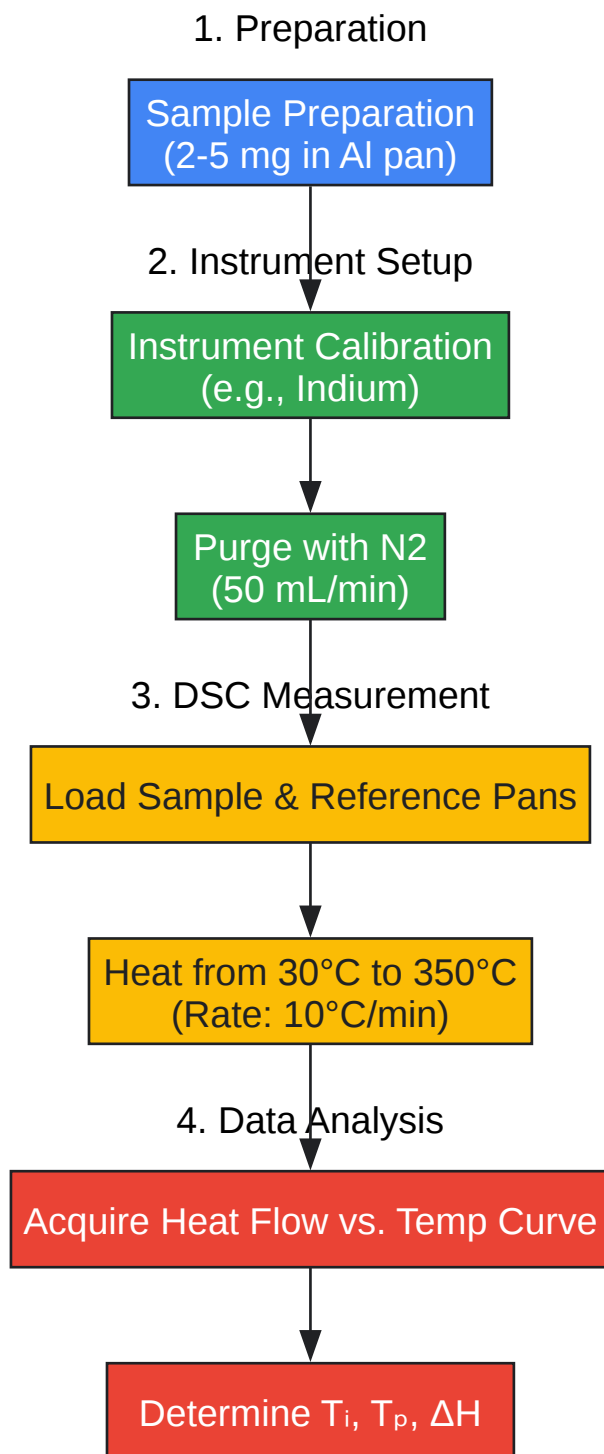 1. Preparation
Sample Preparation
(2-5 mg in Al pan)
2. Instrument Setup
Instrument Calibration
(e.g., Indium)
Purge with N2
(50 mL/min)
3. DSC Measurement
Load Sample & Reference Pans
Heat from 30°C to 350°C
(Rate: 10°C/min)
4. Data Analysis
Acquire Heat Flow vs. Temp Curve
Determine Tᵢ, Tₚ, ΔH